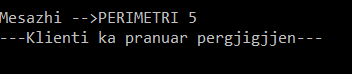 Mesazhi -->PERIMETRI 5
---Klienti ka pranuar pergjigjjen---